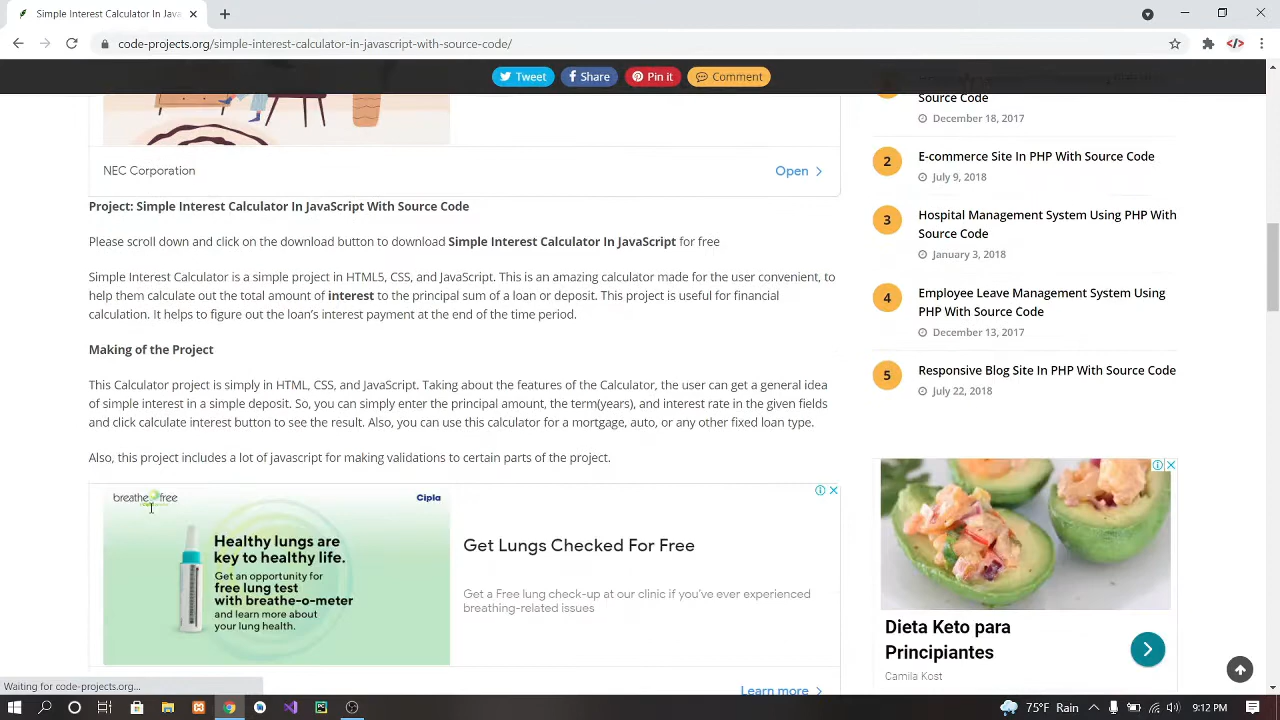 Simple Interest Calculator In Java
code-projects.org/simple-interest-calculator-in-javascript-with-source-code/
Tweet
Share
Pin it
Comment
NEC Corporation
Open
Project: Simple Interest Calculator In JavaScript With Source Code
Please scroll down and click on the download button to download Simple Interest Calculator In JavaScript for free
Simple Interest Calculator is a simple project in HTML5, CSS, and JavaScript. This is an amazing calculator made for the user convenient, to
help them calculate out the total amount of interest to the principal sum of a loan or deposit. This project is useful for financial
calculation. It helps to figure out the loan's interest payment at the end of the time period.
Making of the Project
This Calculator project is simply in HTML, CSS, and JavaScript. Taking about the features of the Calculator, the user can get a general idea
of simple interest in a simple deposit. So, you can simply enter the principal amount, the term(years), and interest rate in the given fields
and click calculate interest button to see the result. Also, you can use this calculator for a mortgage, auto, or any other fixed loan type.
Also, this project includes a lot of javascript for making validations to certain parts of the project.
breathe free
Cipla
Healthy lungs are
key to healthy life.
Get an opportunity for
free lung test
with breathe-o-meter
and learn more about
your lung health.
Get Lungs Checked For Free
Get a Free lung check-up at our clinic if you've ever experienced
breathing-related issues
Learn more
Source Code
December 18, 2017
2
E-commerce Site In PHP With Source Code
July 9, 2018
3
Hospital Management System Using PHP With
Source Code
January 3, 2018
4
Employee Leave Management System Using
PHP With Source Code
December 13, 2017
5
Responsive Blog Site In PHP With Source Code
July 22, 2018
Dieta Keto para
Principiantes
Camila Kost
Waiting for code-projects.org...
75°F Rain
9:12 PM